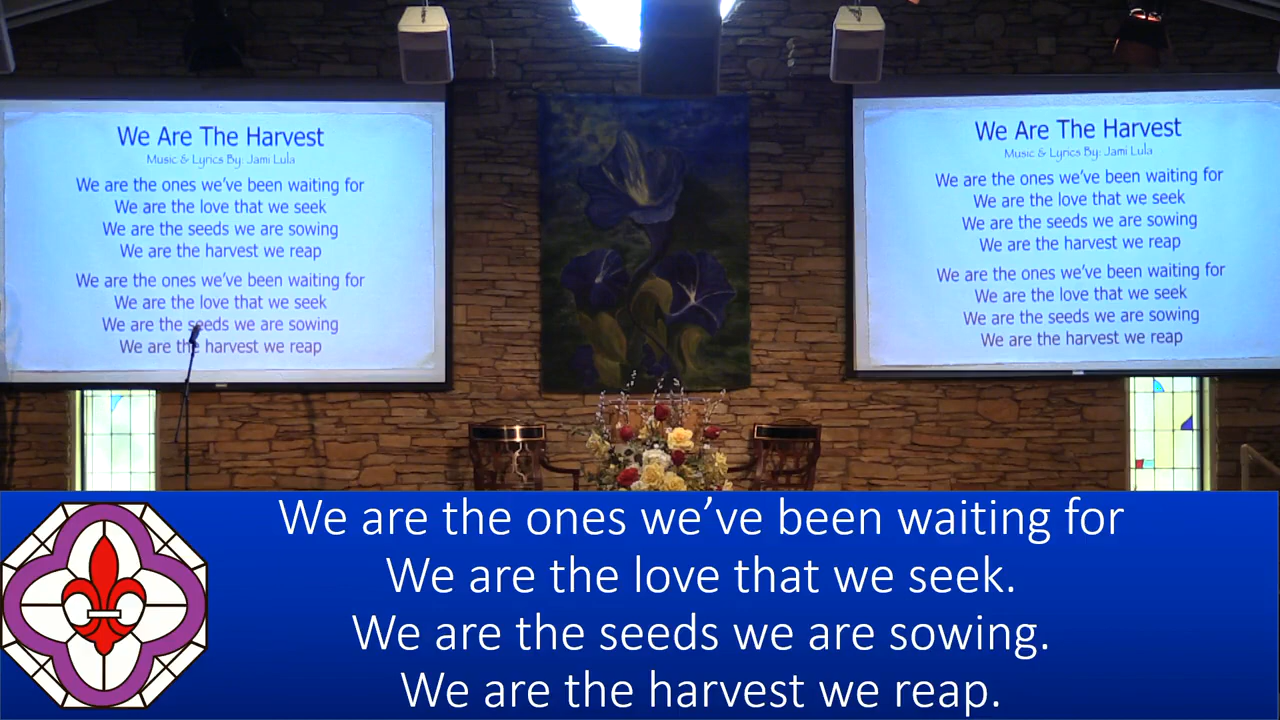 We Are The Harvest
Music & Lyrics By: Jami Lula
We are the ones we've been waiting for
We are the love that we seek
We are the seeds we are sowing
We are the harvest we reap
We are the ones we've been waiting for
We are the love that we seek
We are the seeds we are sowing
We are the harvest we reap
We Are The Harvest
Music & Lyrics By: Jami Lula
We are the ones we've been waiting for
We are the love that we seek
We are the seeds we are sowing
We are the harvest we reap
We are the ones we've been waiting for
We are the love that we seek
We are the seeds we are sowing
We are the harvest we reap
We are the ones we've been waiting for
We are the love that we seek.
We are the seeds we are sowing.
We are the harvest we reap.